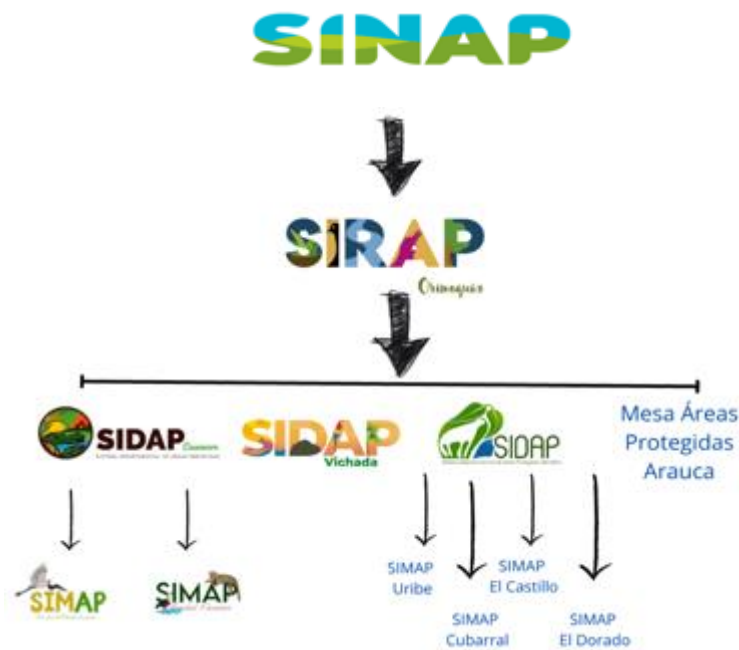 SINAP
SIRAP
Orinoquia
SIDAP
Casanare
SIDAP
Vichada
SIDAP
Mesa Áreas
Protegidas
Arauca
SIMAP
SIMAP
SIMAP
Uribe
SIMAP
El Castillo
SIMAP
Cubarral
SIMAP
El Dorado